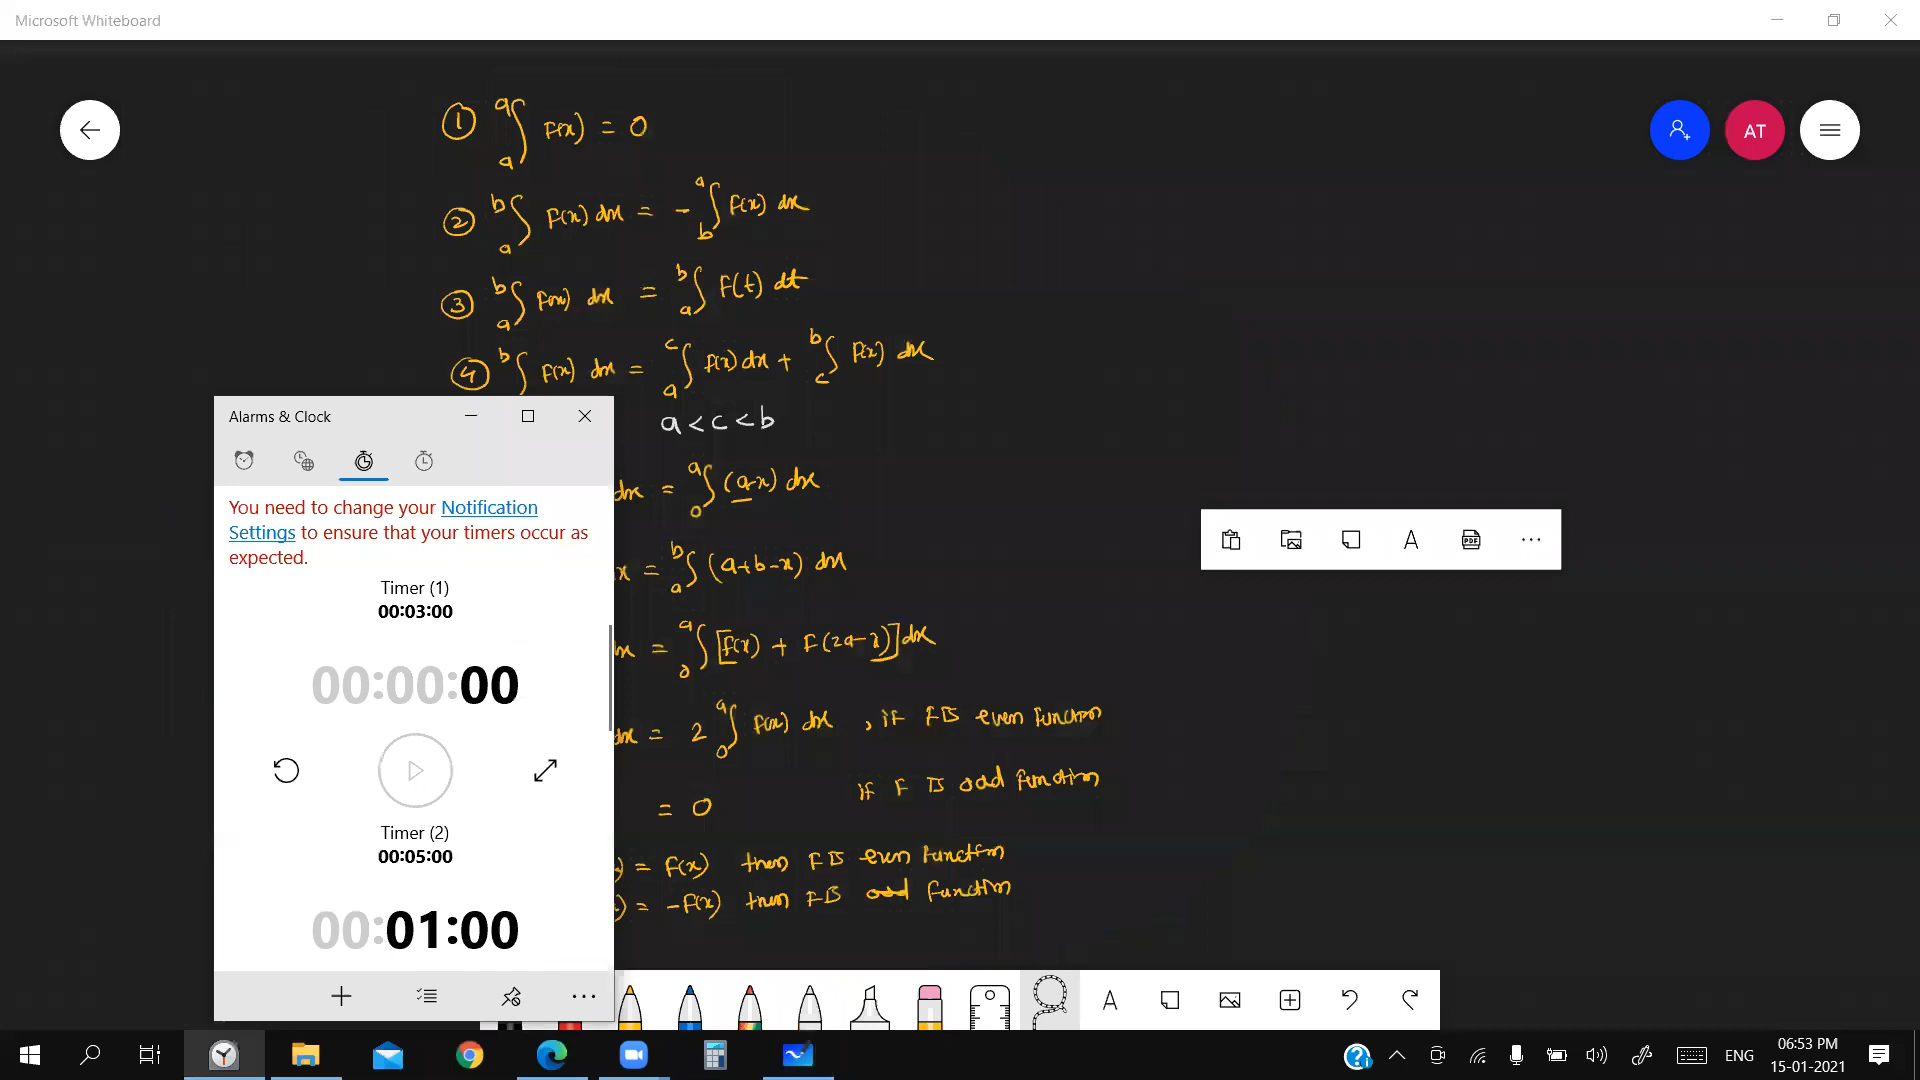 Microsoft Whiteboard
① a∫a F(x) = 0
② b∫a F(x) dx = - a∫b F(x) dx
③ b∫a F(x) dx = b∫a F(t) dt
④ b∫ F(x) dx = c∫a f(x) dx + b∫c F(x) dx
a < c < b
dx = a∫0 (a-x) dx
x = b∫a (a+b-x) dx
dx = a∫0 [f(x) + F(2a-x)] dx
dx = 2 a∫0 f(x) dx , if F is even function
= 0 if F is odd function
) = F(x) then F is even function
) = -F(x) then F is odd function
AT
Alarms & Clock
You need to change your Notification
Settings to ensure that your timers occur as
expected.
Timer (1)
00:03:00
00:00:00
Timer (2)
00:05:00
00:01:00
A
PDF
A
ENG
06:53 PM
15-01-2021